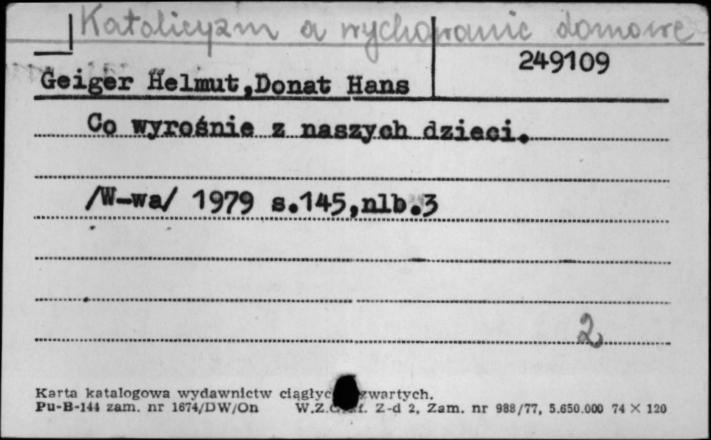 Katolicyzm a wychowanie domowe
249109
Geiger Helmut,Donat Hans
Co wyrośnie z naszych dzieci.
/W-wa/ 1979 s.145,nlb.3
2
Karta katalogowa wydawnictw zwartych.
Pu-B-144 zam. nr 1674/DW/On W.Z. Z-d 2, Zam. nr 988/77, 5.650.000 74 × 120